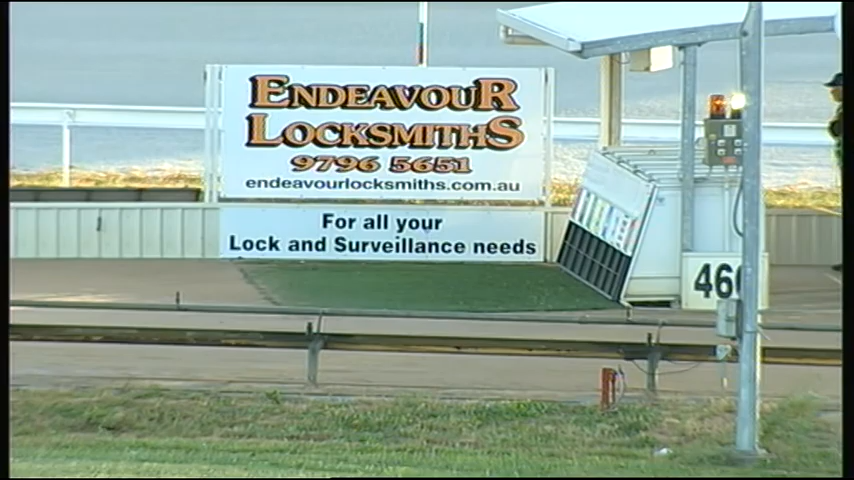 ENDEAVOUR
LOCKSMITHS
9796 5651
endeavourlocksmiths.com.au
For all your
Lock and Surveillance needs
460